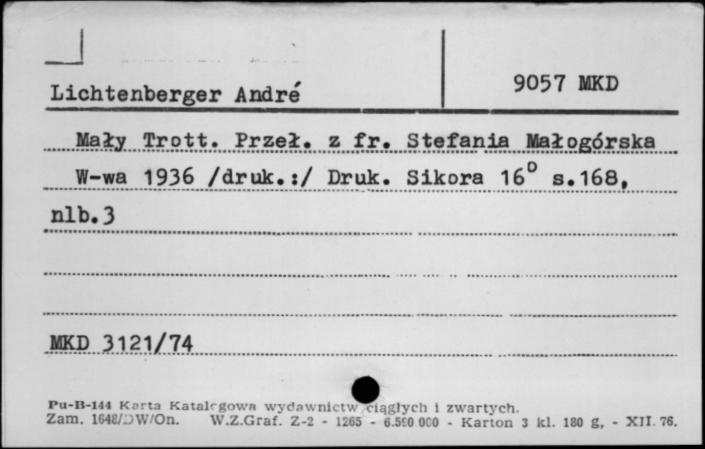 Lichtenberger André
9057 MKD
Mały Trott. Przeł. z fr. Stefania Małogórska
W-wa 1936 /druk.:/ Druk. Sikora 16° s.168,
nlb.3
MKD 3121/74
Pu-B-144 Karta Katalogowa wydawnictw ciągłych i zwartych.
Zam. 1648/DW/On. W.Z.Graf. Z-2 - 1265 - 6.500 000 - Karton 3 kl. 180 g, - XII. 76.